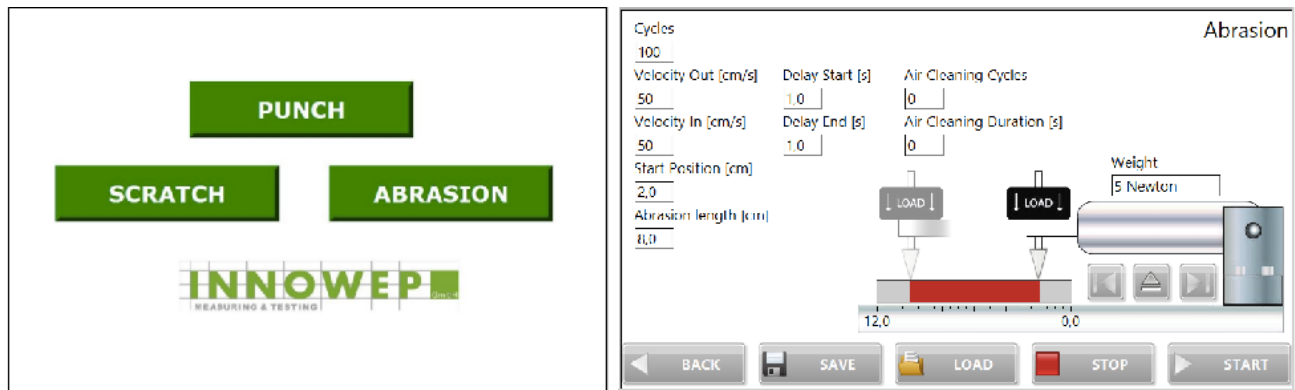 PUNCH
SCRATCH
ABRASION
INNOWEP GmbH
MEASURING & TESTING
Abrasion
Cycles
100
Velocity Out [cm/s] Delay Start [s] Air Cleaning Cycles
50 1,0 0
Velocity In [cm/s] Delay End [s] Air Cleaning Duration [s]
50 1,0 0
Start Position [cm]
2,0
Weight
5 Newton
Abrasion length [cm]
8,0
LOAD LOAD
12,0 0,0
BACK SAVE LOAD STOP START